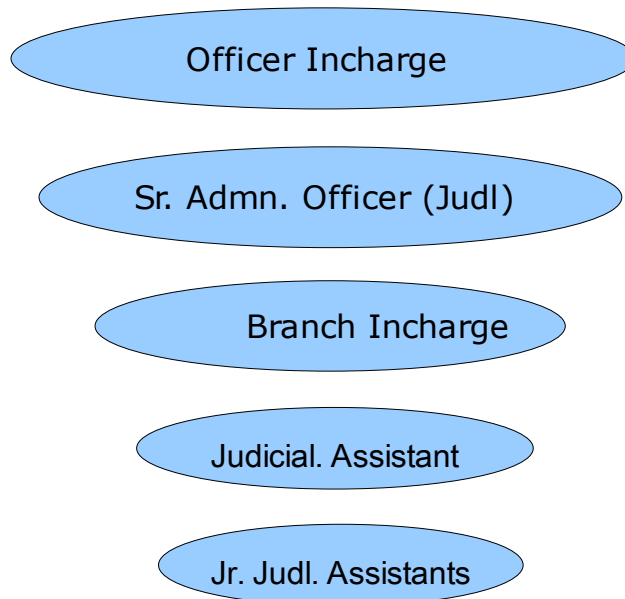 Officer Incharge
Sr. Admn. Officer (Judl)
Branch Incharge
Judicial. Assistant
Jr. Judl. Assistants